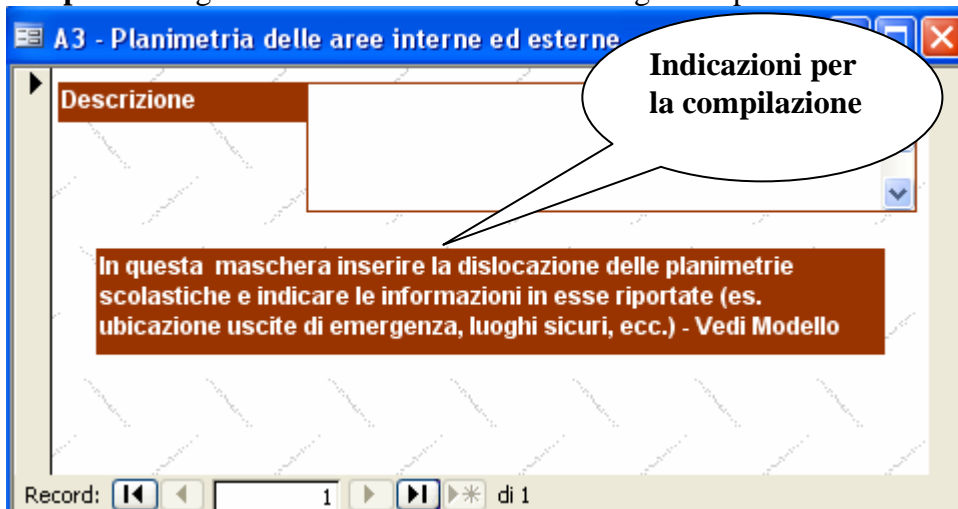 A3 - Planimetria delle aree interne ed esterne
Indicazioni per
la compilazione
Descrizione
In questa maschera inserire la dislocazione delle planimetrie
scolastiche e indicare le informazioni in esse riportate (es.
ubicazione uscite di emergenza, luoghi sicuri, ecc.) - Vedi Modello
Record: 1 di 1